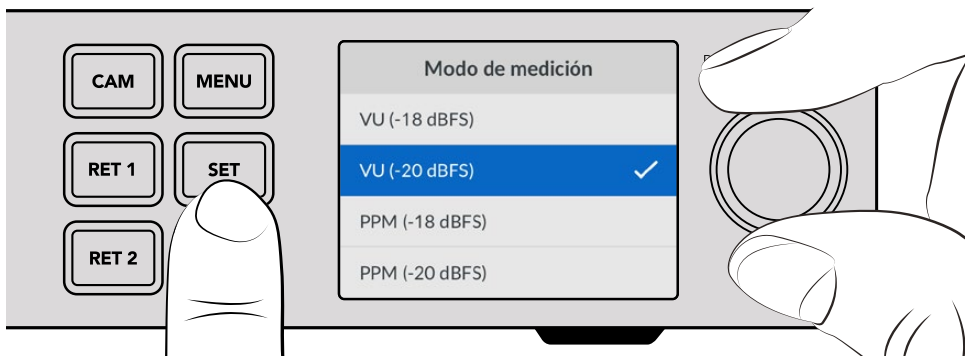 CAM
MENU
RET 1
SET
RET 2
Modo de medición
VU (-18 dBFS)
VU (-20 dBFS)
PPM (-18 dBFS)
PPM (-20 dBFS)